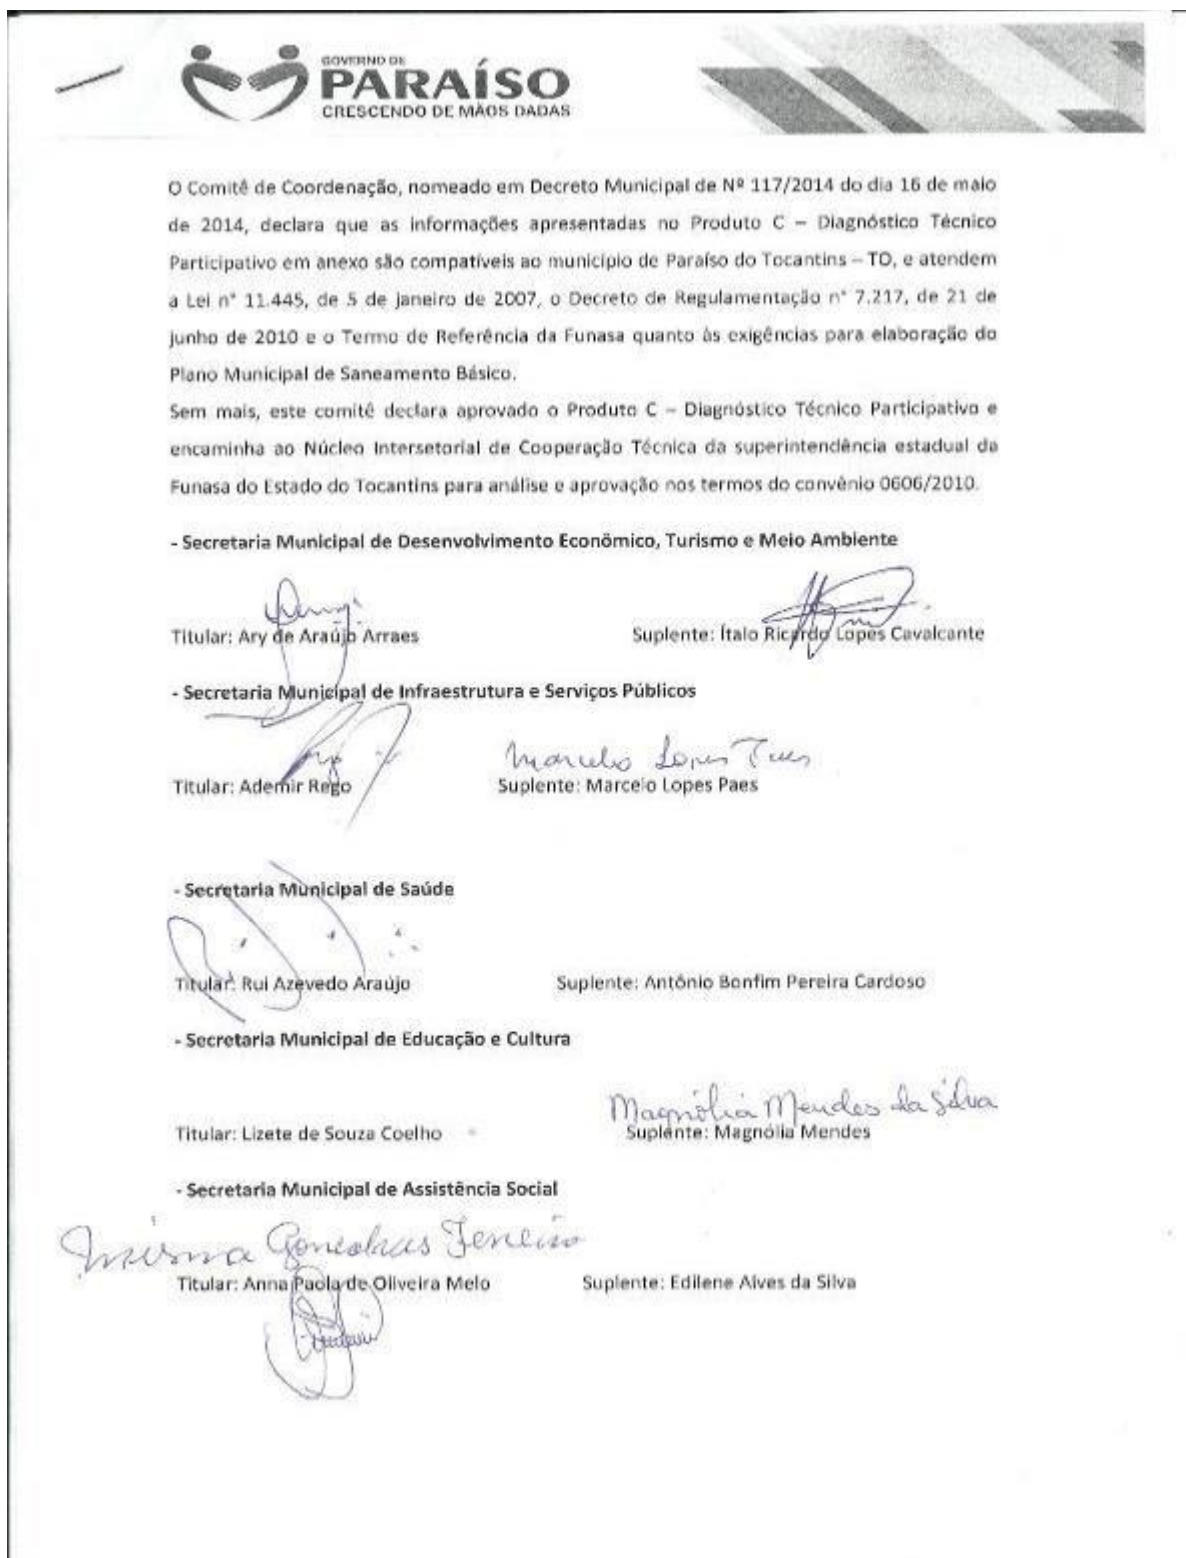 GOVERNO DE
PARAÍSO
CRESCENDO DE MÃOS DADAS
O Comitê de Coordenação, nomeado em Decreto Municipal de Nº 117/2014 do dia 16 de maio
de 2014, declara que as informações apresentadas no Produto C – Diagnóstico Técnico
Participativo em anexo são compatíveis ao município de Paraíso do Tocantins – TO, e atendem
a Lei n° 11.445, de 5 de janeiro de 2007, o Decreto de Regulamentação n° 7.217, de 21 de
junho de 2010 e o Termo de Referência da Funasa quanto às exigências para elaboração do
Plano Municipal de Saneamento Básico.
Sem mais, este comitê declara aprovado o Produto C – Diagnóstico Técnico Participativo e
encaminha ao Núcleo Intersetorial de Cooperação Técnica da superintendência estadual da
Funasa do Estado do Tocantins para análise e aprovação nos termos do convênio 0606/2010.
- Secretaria Municipal de Desenvolvimento Econômico, Turismo e Meio Ambiente
Titular: Ary de Araújo Arraes Suplente: Ítalo Ricardo Lopes Cavalcante
- Secretaria Municipal de Infraestrutura e Serviços Públicos
Marcelo Lopes Paes
Titular: Ademir Rego Suplente: Marcelo Lopes Paes
- Secretaria Municipal de Saúde
Titular: Rui Azevedo Araújo Suplente: Antônio Bonfim Pereira Cardoso
- Secretaria Municipal de Educação e Cultura
Magnólia Mendes da Silva
Titular: Lizete de Souza Coelho Suplente: Magnólia Mendes
- Secretaria Municipal de Assistência Social
Gonçalves Ferreira
Titular: Anna Paola de Oliveira Melo Suplente: Edilene Alves da Silva